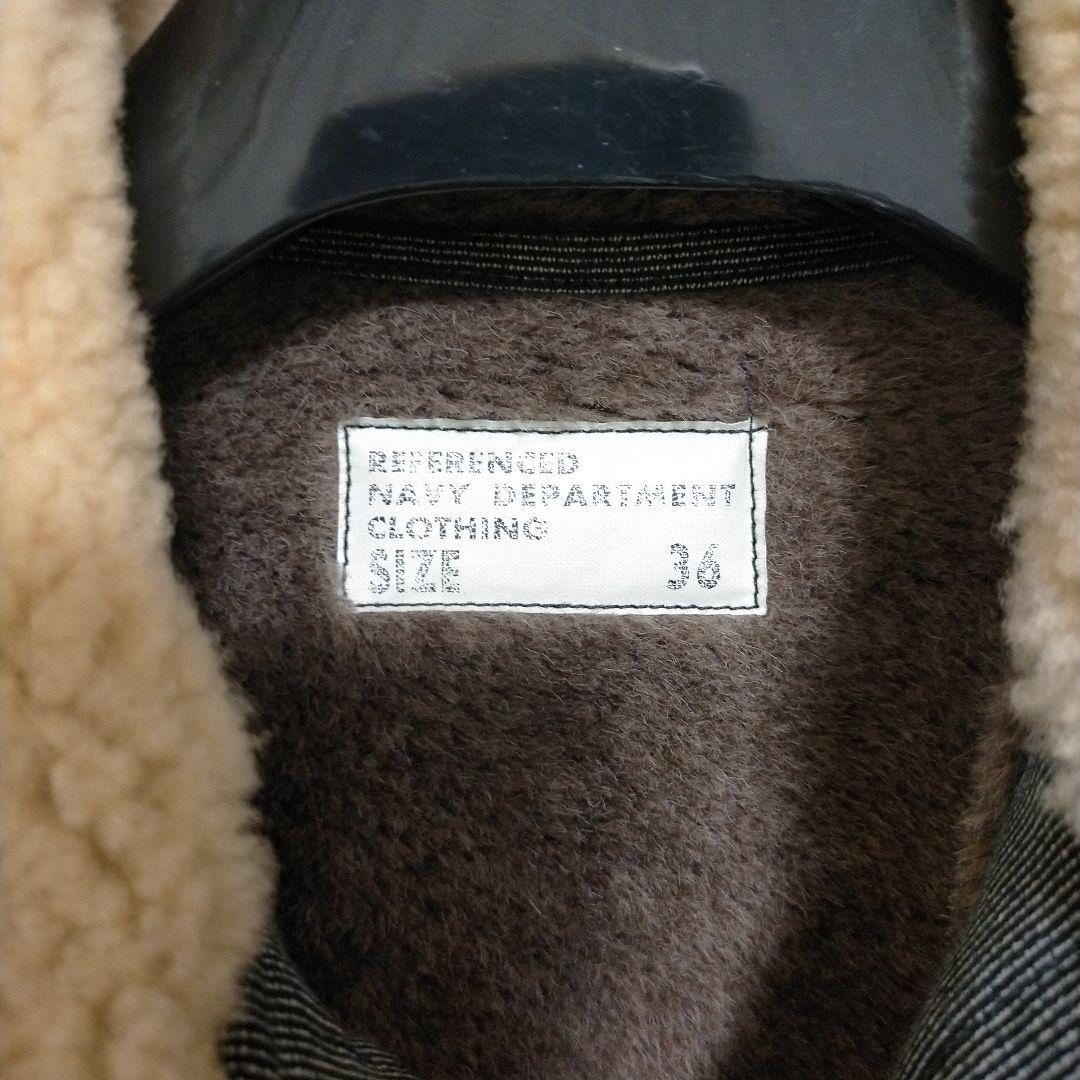 REFERENCED
NAVY DEPARTMENT
CLOTHING
SIZE 36